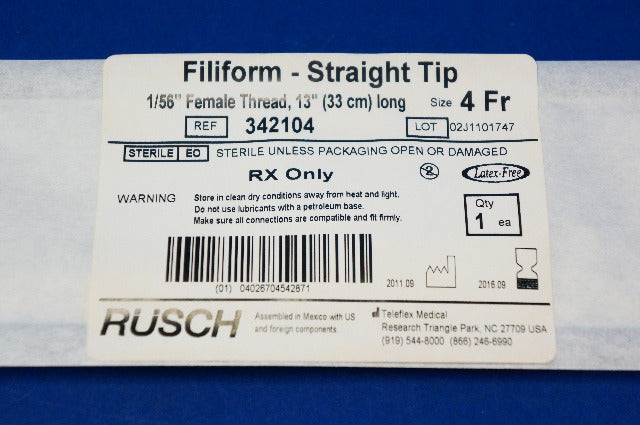 Filiform - Straight Tip
1/56" Female Thread, 13" (33 cm) long Size 4 Fr
REF 342104 LOT 02J1101747
STERILE EO STERILE UNLESS PACKAGING OPEN OR DAMAGED
RX Only 2 Latex-Free
WARNING Store in clean dry conditions away from heat and light.
Do not use lubricants with a petroleum base.
Make sure all connections are compatible and fit firmly.
Qty
1 ea
(01) 04026704542871
2011.09 2016.09
RUSCH
Assembled in Mexico with US
and foreign components.
Teleflex Medical
Research Triangle Park, NC 27709 USA
(919) 544-8000 (866) 246-6990